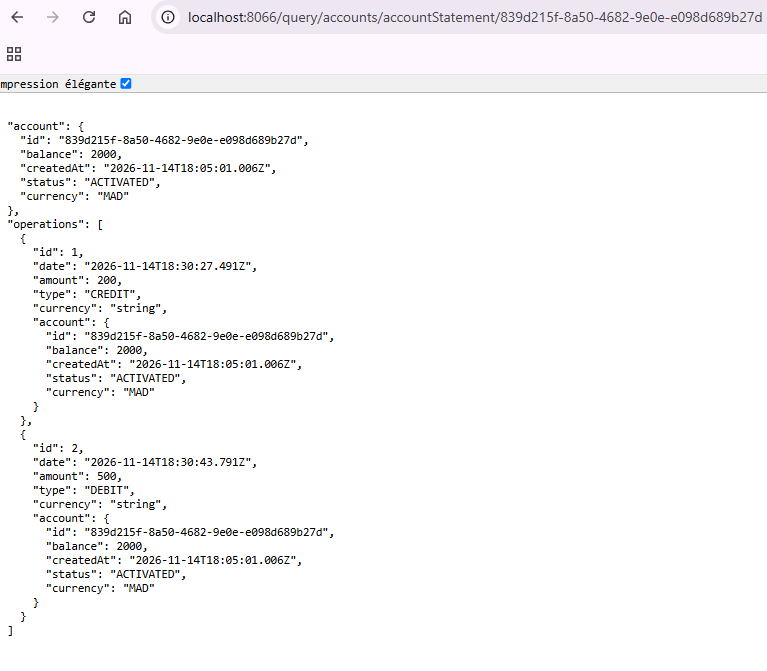 localhost:8066/query/accounts/accountStatement/839d215f-8a50-4682-9e0e-e098d689b27d
mpression élégante
"account": {
"id": "839d215f-8a50-4682-9e0e-e098d689b27d",
"balance": 2000,
"createdAt": "2026-11-14T18:05:01.006Z",
"status": "ACTIVATED",
"currency": "MAD"
},
"operations": [
{
"id": 1,
"date": "2026-11-14T18:30:27.491Z",
"amount": 200,
"type": "CREDIT",
"currency": "string",
"account": {
"id": "839d215f-8a50-4682-9e0e-e098d689b27d",
"balance": 2000,
"createdAt": "2026-11-14T18:05:01.006Z",
"status": "ACTIVATED",
"currency": "MAD"
}
},
{
"id": 2,
"date": "2026-11-14T18:30:43.791Z",
"amount": 500,
"type": "DEBIT",
"currency": "string",
"account": {
"id": "839d215f-8a50-4682-9e0e-e098d689b27d",
"balance": 2000,
"createdAt": "2026-11-14T18:05:01.006Z",
"status": "ACTIVATED",
"currency": "MAD"
}
}
]